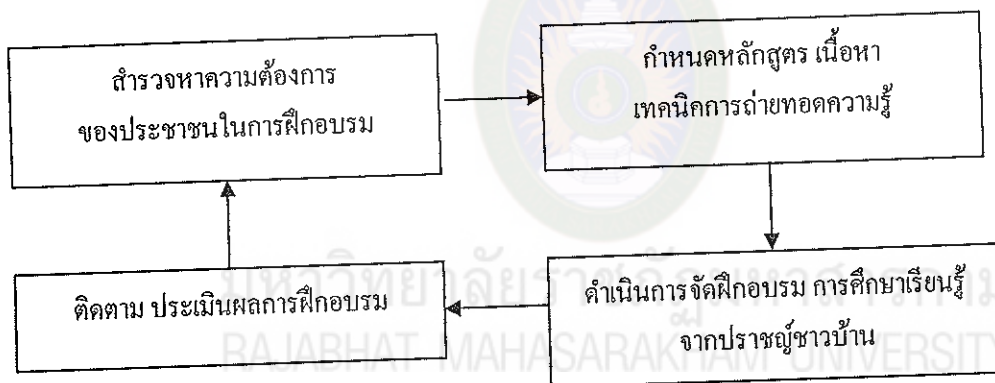 สำรวจหาความต้องการ
ของประชาชนในการฝึกอบรม
กำหนดหลักสูตร เนื้อหา
เทคนิคการถ่ายทอดความรู้
ดำเนินการจัดฝึกอบรม การศึกษาเรียนรู้
จากปราชญ์ชาวบ้าน
ติดตาม ประเมินผลการฝึกอบรม
มหาวิทยาลัยราชภัฏมหาสารคาม
RAJABHAT MAHASARAKHAM UNIVERSITY